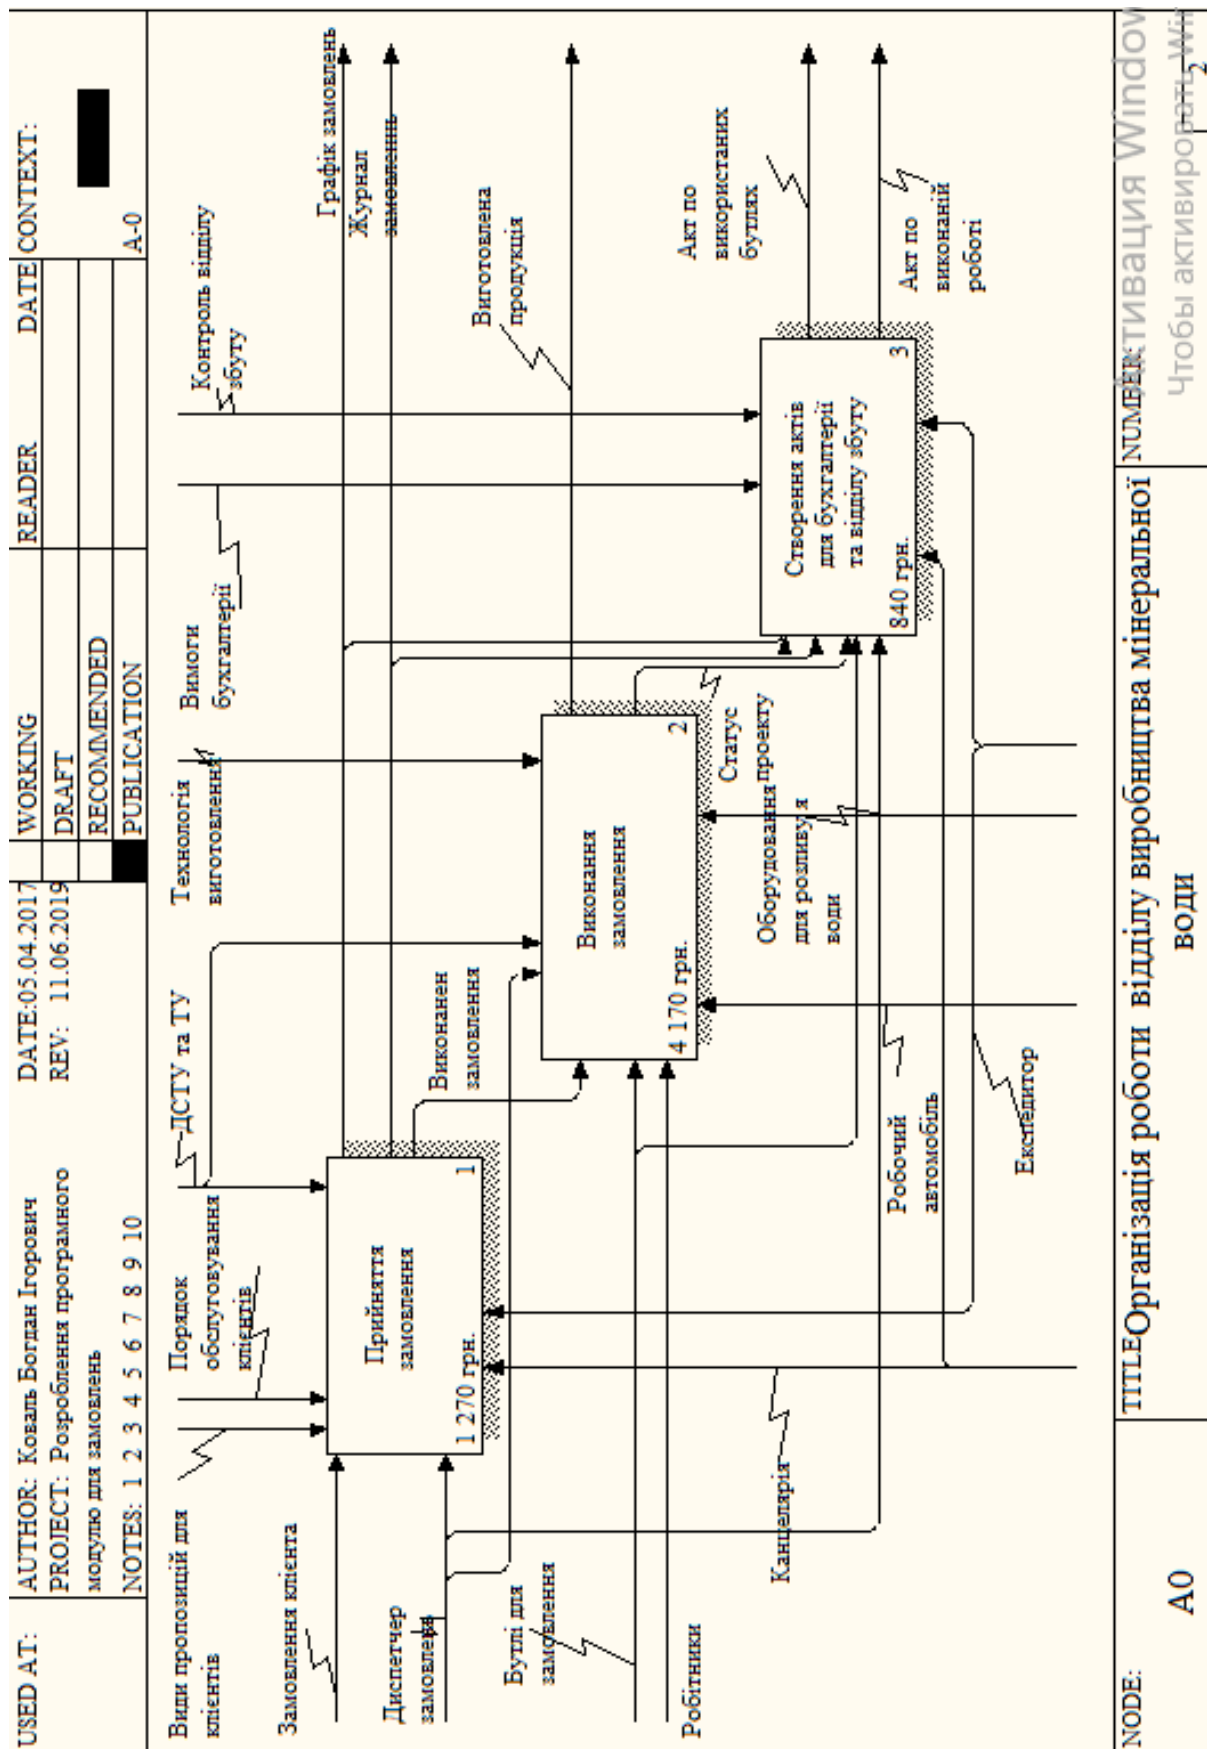 USED AT:
AUTHOR: Коваль Богдан Ігорович
DATE:05.04.2017
PROJECT: Розроблення програмного
REV: 11.06.2019
модулю для замовлень
NOTES: 1 2 3 4 5 6 7 8 9 10
WORKING
DRAFT
RECOMMENDED
PUBLICATION
READER
DATE
CONTEXT:
A-0
Види пропозицій для
клієнтів
Порядок
обслуговування
клієнтів
ДСТУ та ТУ
Технологія
виготовлення
Вимоги
бухгалтерії
Контроль відділу
збуту
Графік замовлень
Журнал
замовлень
Замовлення клієнта
Диспетчер
замовлень
Прийняття
замовлення
1 270 грн.
1
Виконанен
замовлення
Виготовлена
продукція
Бутлі для
замовлення
Робітники
Виконання
замовлення
4 170 грн.
2
Статус
проекту
Оборудования
для розливу я
води
Акт по
використаних
бутлях
Створення актів
для бухгалтерії
та відділу збуту
840 грн.
3
Акт по
виконаній
роботі
Канцелярія
Робочий
автомобіль
Експедитор
NODE:
A0
TITLE:
Організація роботи відділу виробництва мінеральної
води
NUMBER:
2
Активация Window
Чтобы активировать Win